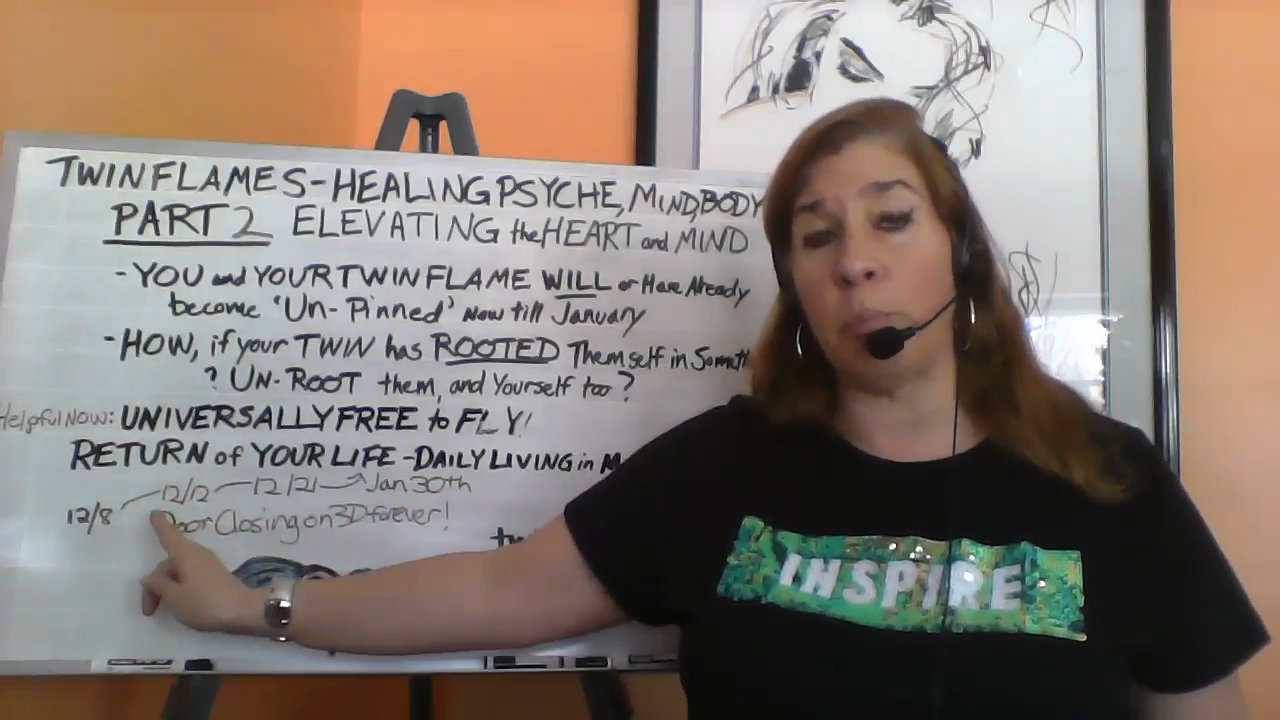 TWIN FLAMES - HEALING PSYCHE, MIND, BODY
PART 2 ELEVATING the HEART and MIND
- YOU and YOUR TWIN FLAME WILL or Have Already
become 'Un-Pinned' Now till January
- HOW, if your TWIN has ROOTED Themself in
? UN-ROOT them, and Yourself too?
Helpful Now: UNIVERSALLY FREE to FLY!
RETURN of YOUR LIFE - DAILY LIVING in
12/8 12/12 12/21 Jan 30th
Door Closing on 3D forever!
INSPIRE